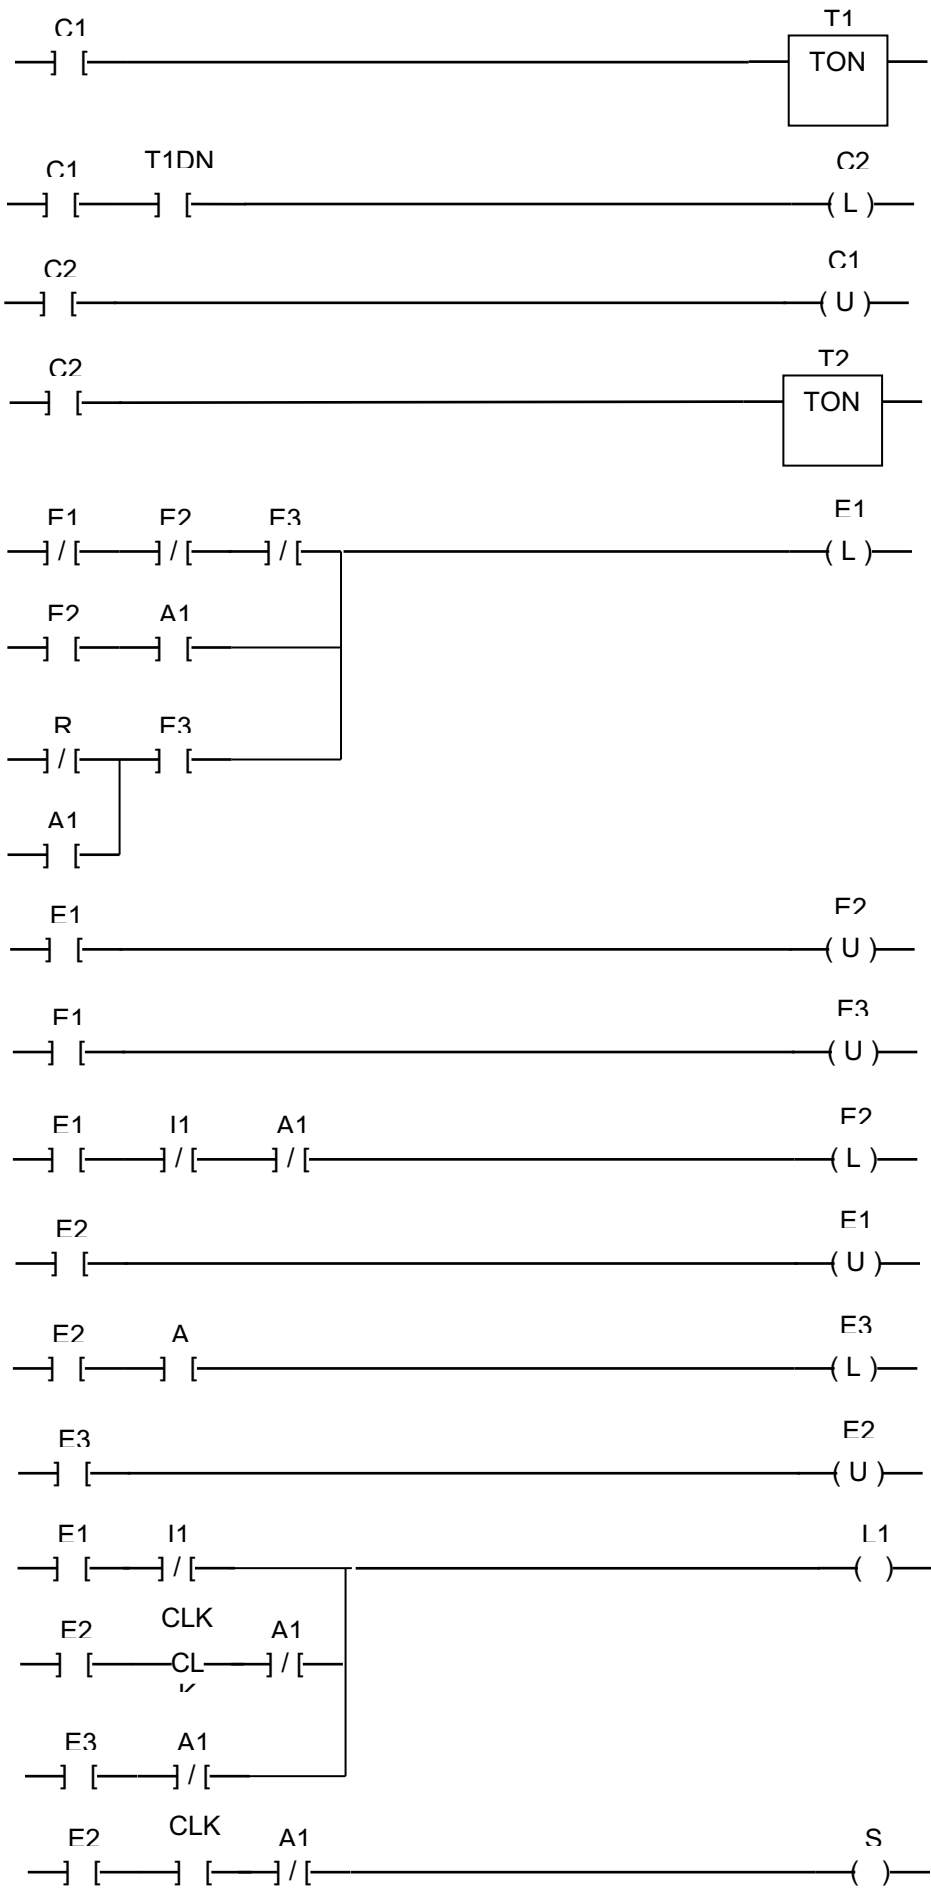 C1 T1
] [ TON
C1 T1DN C2
] [ ] [ ( L )
C2 C1
] [ ( U )
C2 T2
] [ TON
E1 E2 E3 E1
] / [ ] / [ ] / [ ( L )
E2 A1
] [ ] [
R E3
] / [ ] [
A1
] [
E1 E2
] [ ( U )
E1 E3
] [ ( U )
E1 I1 A1 E2
] [ ] / [ ] / [ ( L )
E2 E1
] [ ( U )
E2 A E3
] [ ] [ ( L )
E3 E2
] [ ( U )
E1 I1 L1
] [ ] / [ ( )
E2 CLK A1
] [ CL ] / [
K
E3 A1
] [ ] / [
E2 CLK A1 S
] [ ] [ ] / [ ( )